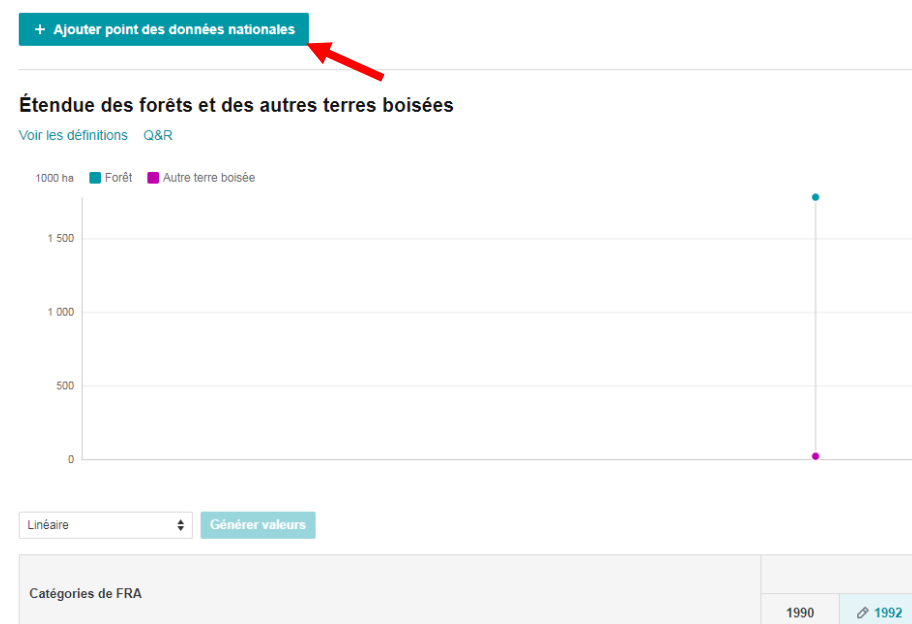 + Ajouter point des données nationales
Étendue des forêts et des autres terres boisées
Voir les définitions Q&R
1000 ha Forêt Autre terre boisée
1 500
1 000
500
0
Linéaire Générer valeurs
Catégories de FRA
1990 1992